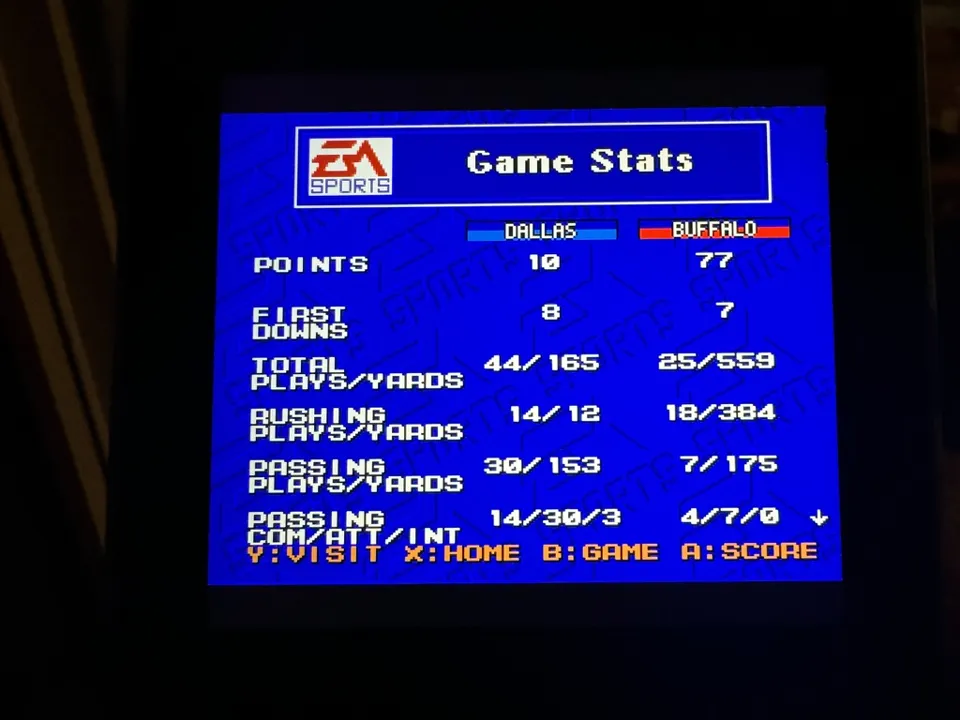 EA SPORTS
Game Stats
DALLAS BUFFALO
POINTS 10 77
FIRST DOWNS 8 7
TOTAL PLAYS/YARDS 44/165 25/559
RUSHING PLAYS/YARDS 14/12 18/384
PASSING PLAYS/YARDS 30/153 7/175
PASSING COM/ATT/INT 14/30/3 4/7/0 ↓
Y:VISIT X:HOME B:GAME A:SCORE